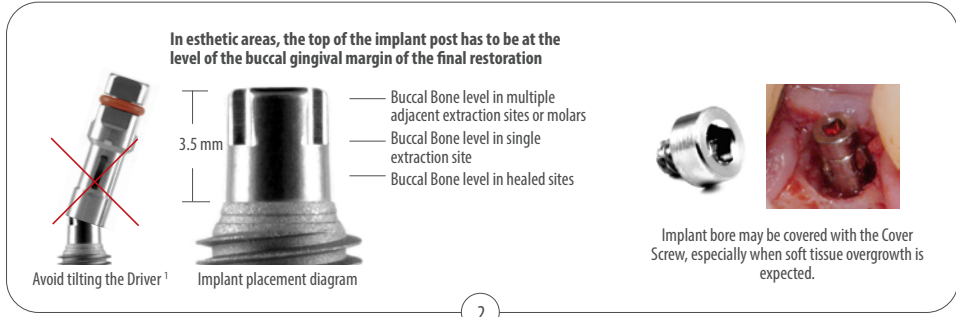 In esthetic areas, the top of the implant post has to be at the
level of the buccal gingival margin of the final restoration
3.5 mm
Buccal Bone level in multiple
adjacent extraction sites or molars
Buccal Bone level in single
extraction site
Buccal Bone level in healed sites
Avoid tilting the Driver 1
Implant placement diagram
Implant bore may be covered with the Cover
Screw, especially when soft tissue overgrowth is
expected.
2